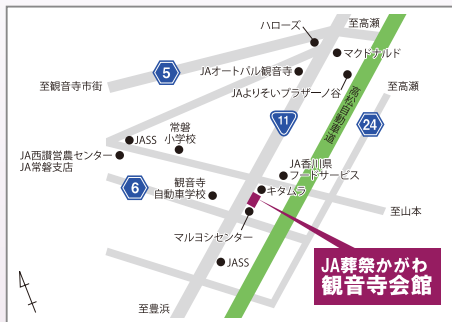 至高瀬
ハローズ
マクドナルド
5
JAオートパル観音寺
至観音寺市街
JAよりそいプラザ一ノ谷
至高瀬
高松自動車道
11
24
常磐
小学校
JASS
JA西讃営農センター
JA常磐支店
JA香川県
フードサービス
6
観音寺
自動車学校
キタムラ
至山本
マルヨシセンター
JASS
JA葬祭かがわ
観音寺会館
至豊浜